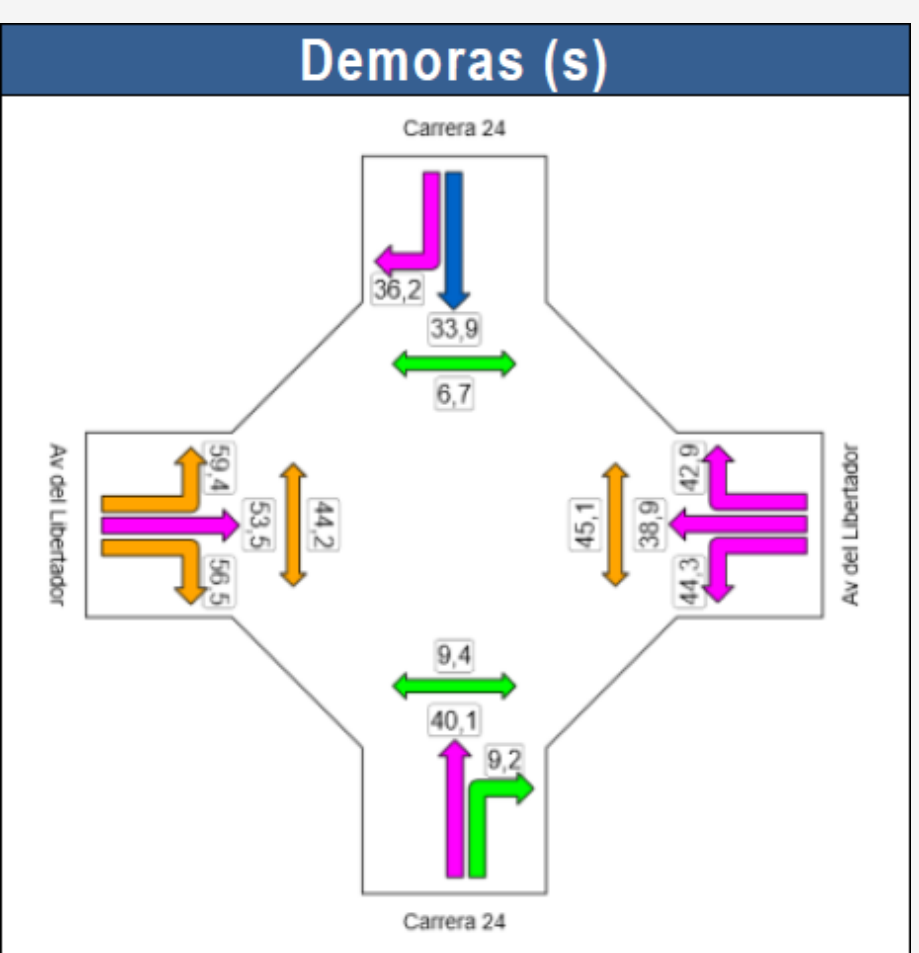 Demoras (s)
Carrera 24
36,2
33,9
6,7
Av del Libertador
59,4
53,5
56,5
44,2
45,1
42,9
38,9
44,3
Av del Libertador
9,4
40,1
9,2
Carrera 24